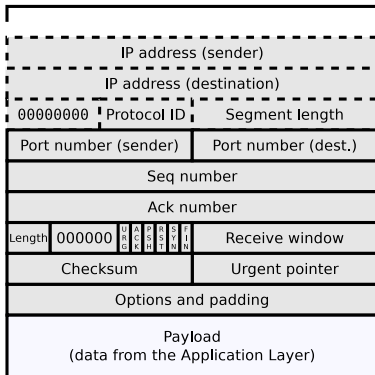 IP address (sender)
IP address (destination)
00000000 Protocol ID Segment length
Port number (sender) Port number (dest.)
Seq number
Ack number
Length 000000 URG ACK PSH RST SYN FIN Receive window
Checksum Urgent pointer
Options and padding
Payload
(data from the Application Layer)